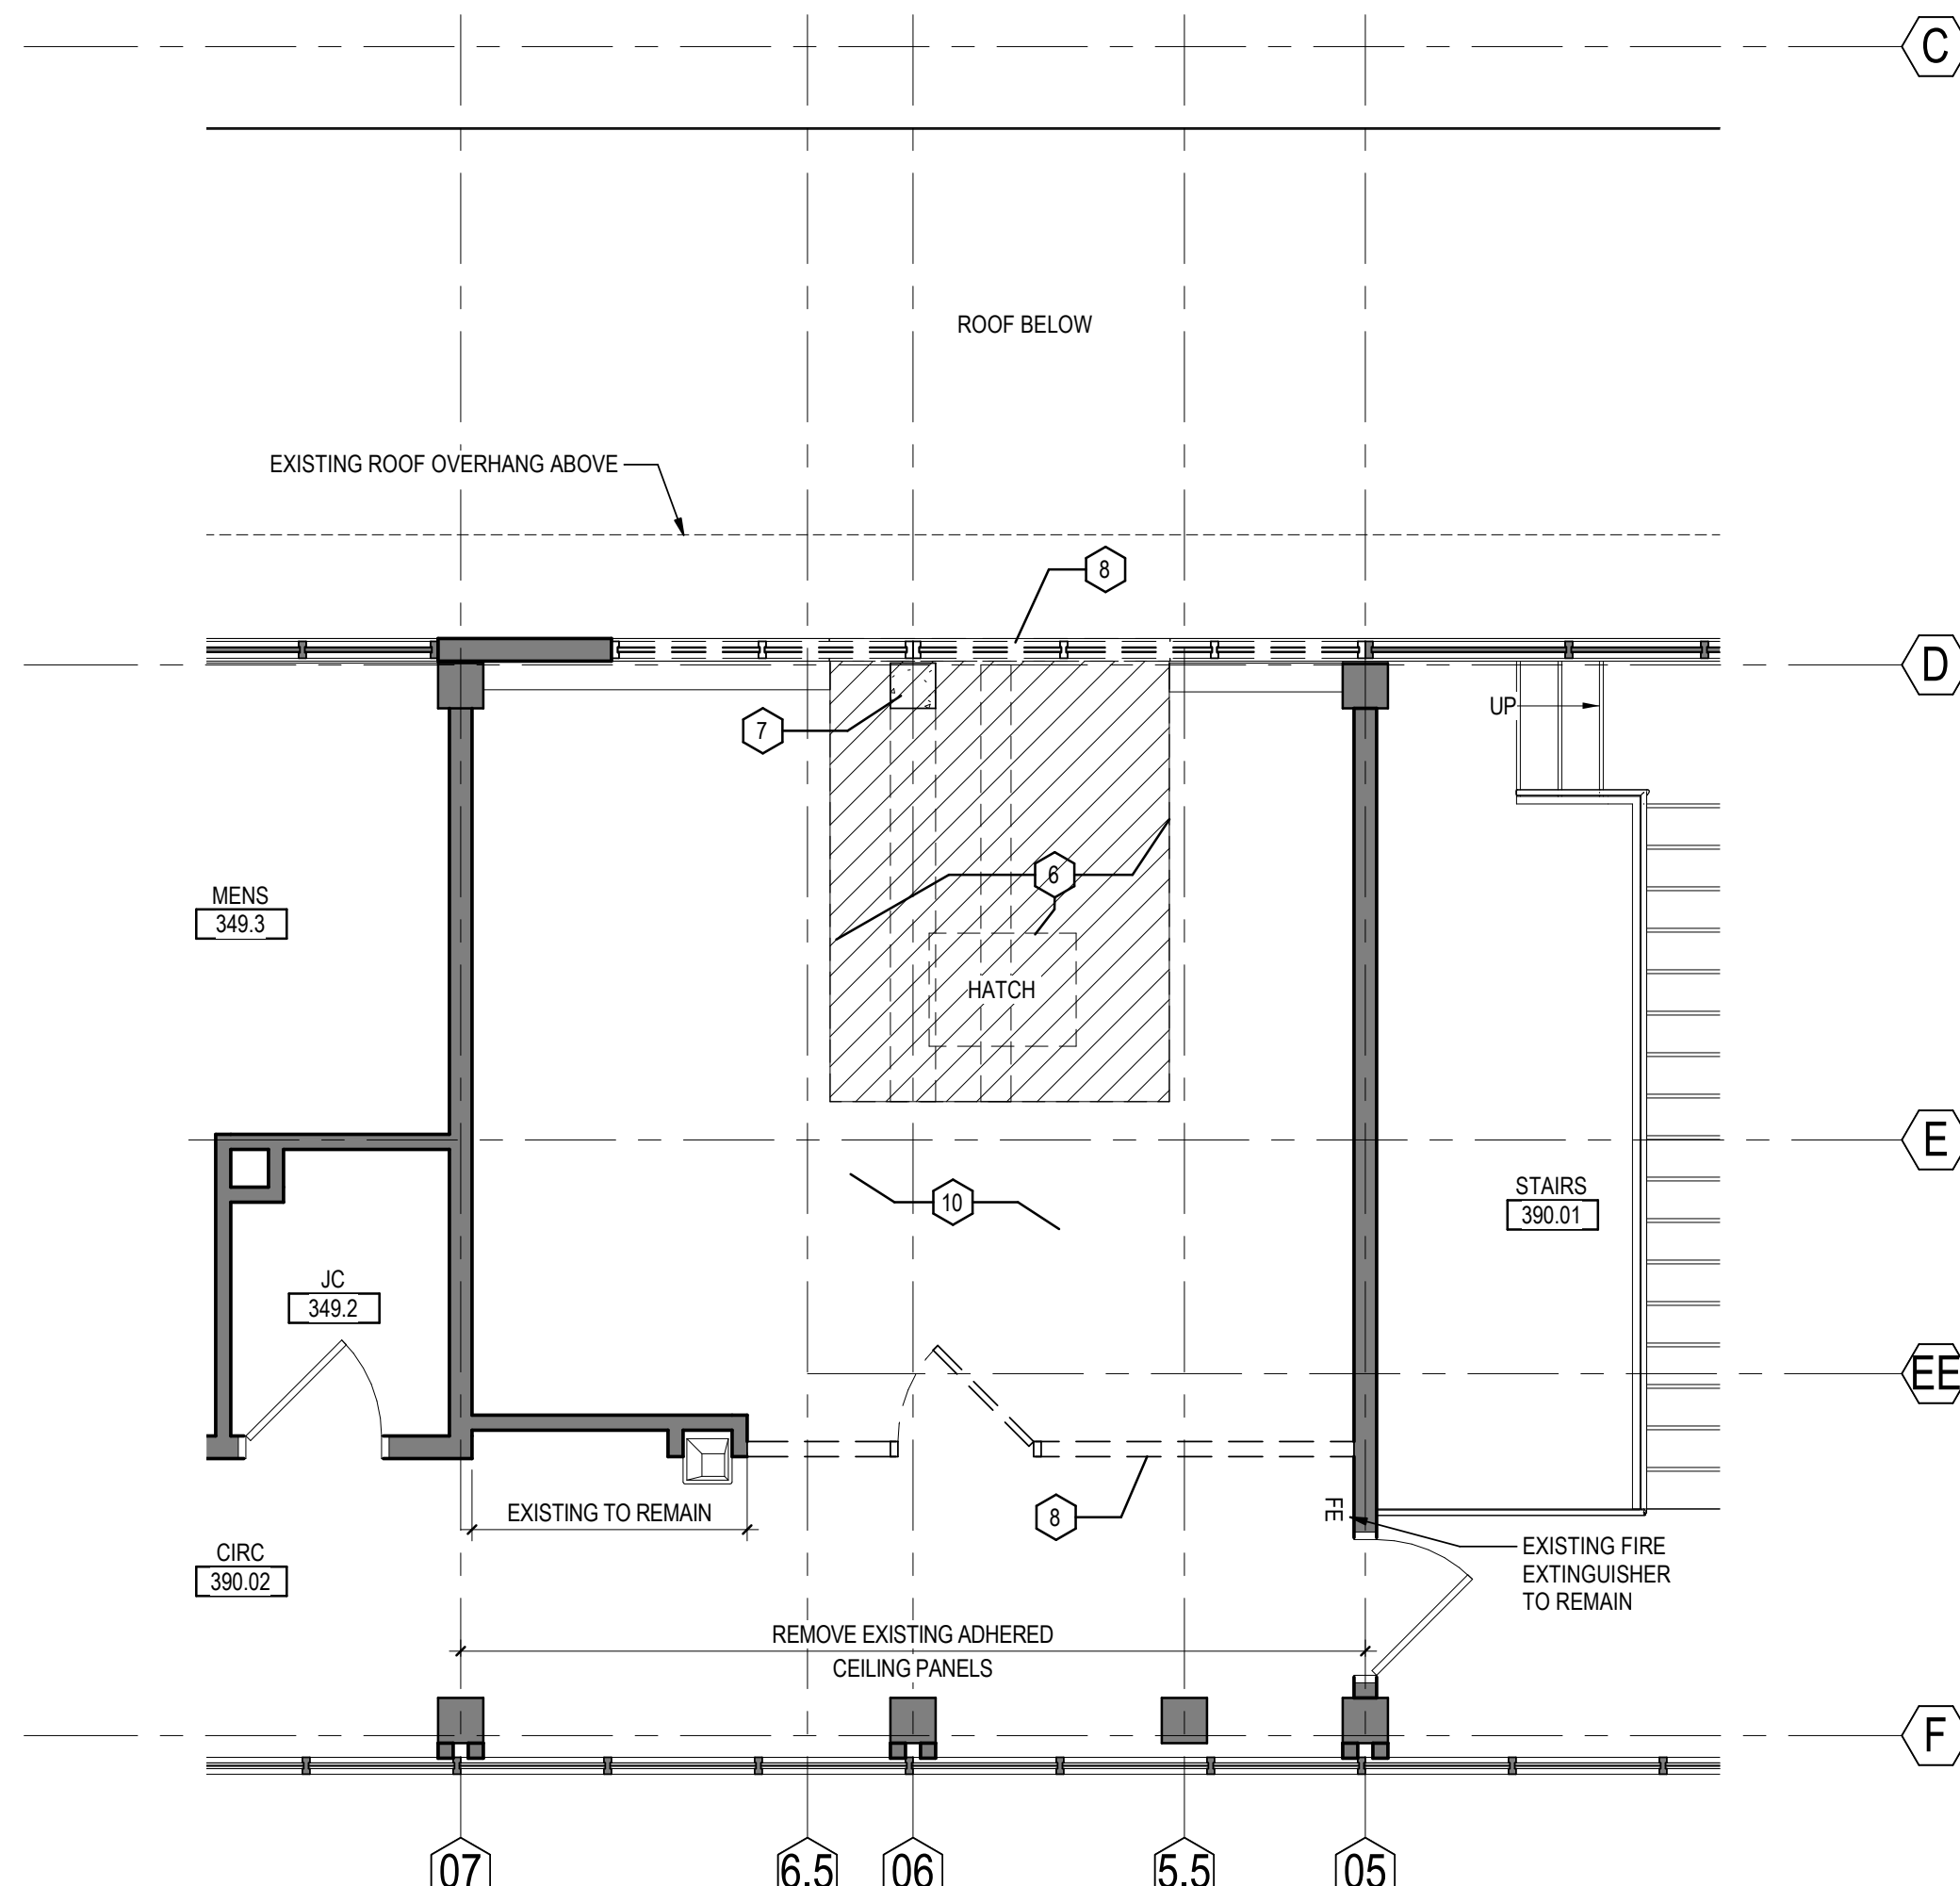 C
ROOF BELOW
EXISTING ROOF OVERHANG ABOVE
8
D
UP
7
6
MENS
349.3
HATCH
E
10
STAIRS
390.01
JC
349.2
EE
EXISTING TO REMAIN
8
FE
EXISTING FIRE
EXTINGUISHER
TO REMAIN
CIRC
390.02
REMOVE EXISTING ADHERED
CEILING PANELS
F
07
6.5
06
5.5
05